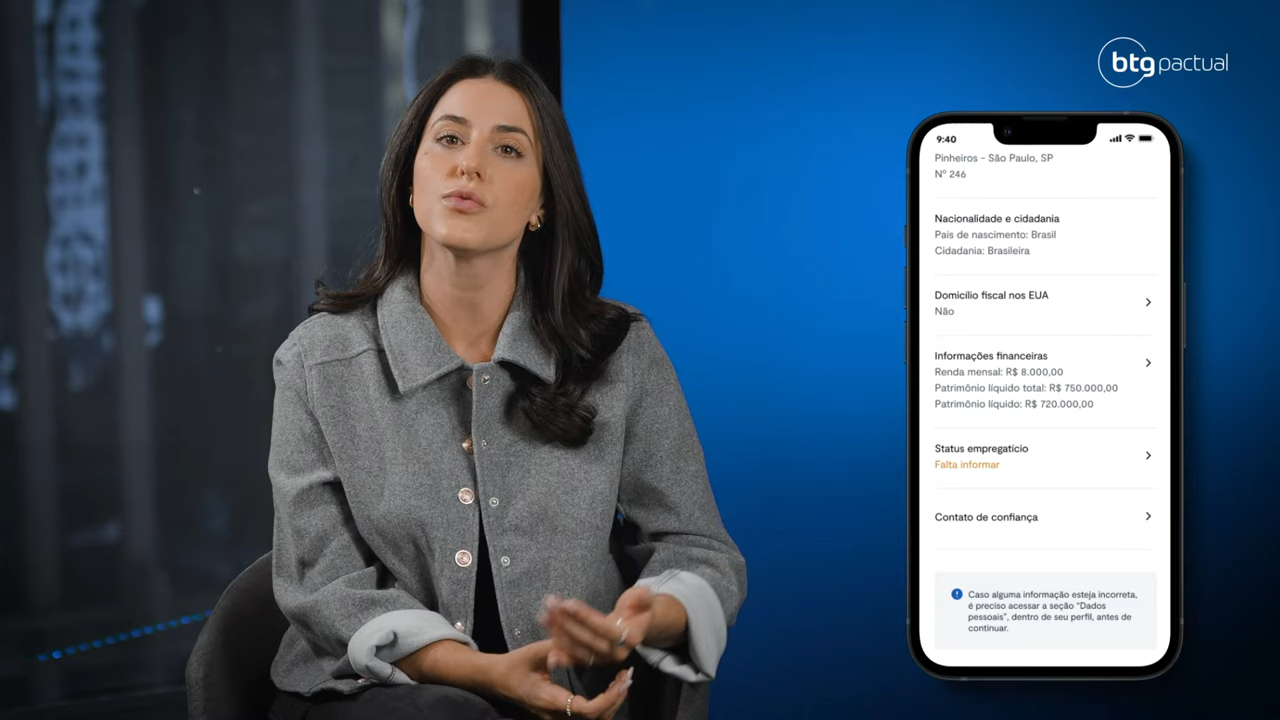 btg pactual
9:40
Pinheiros - São Paulo, SP
Nº 246
Nacionalidade e cidadania
País de nascimento: Brasil
Cidadania: Brasileira
Domicílio fiscal nos EUA
Não
Informações financeiras
Renda mensal: R$ 8.000,00
Patrimônio líquido total: R$ 750.000,00
Patrimônio líquido: R$ 720.000,00
Status empregatício
Falta informar
Contato de confiança
Caso alguma informação esteja incorreta,
é preciso acessar a seção “Dados
pessoais”, dentro de seu perfil, antes de
continuar.